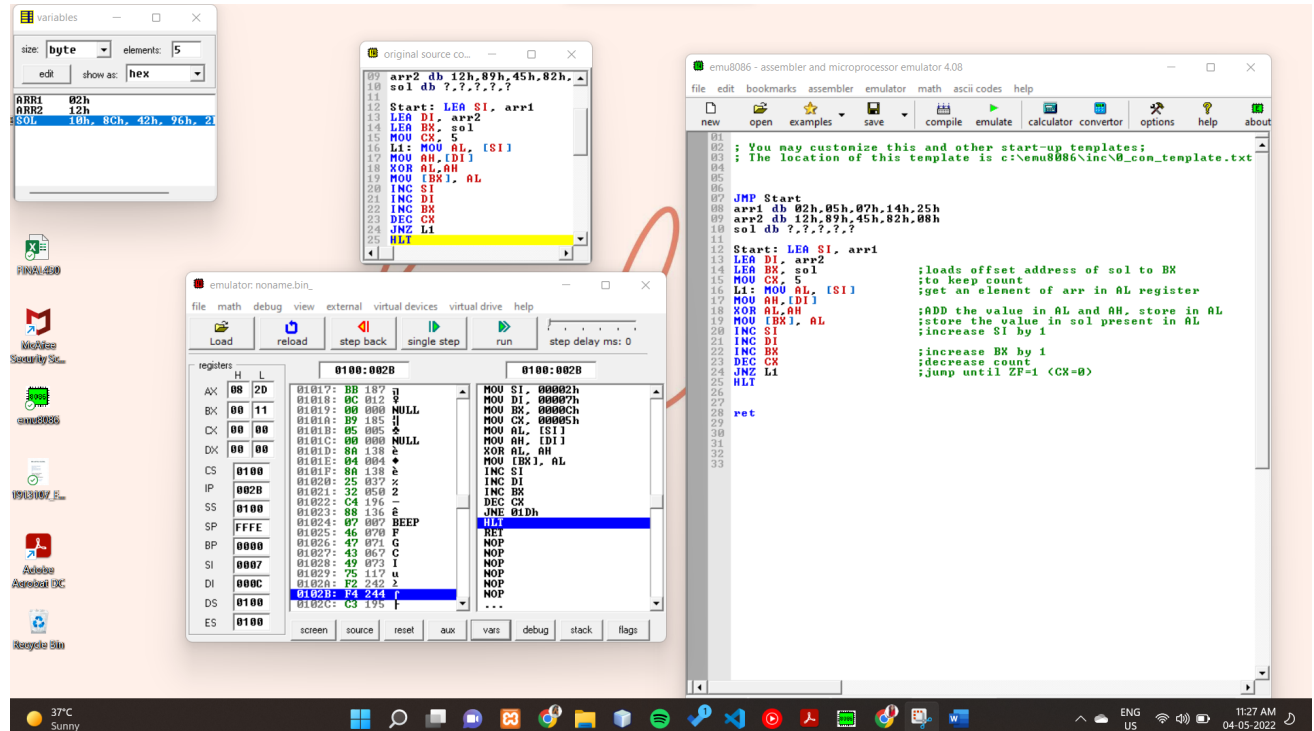 variables
size: byte elements: 5
edit show as: hex
ARR1 02h
ARR2 12h
SOL 10h, 8Ch, 42h, 96h, 2
original source co...
09 arr2 db 12h,89h,45h,82h,
10 sol db ?,?,?,?,?
11
12 Start: LEA SI, arr1
13 LEA DI, arr2
14 LEA BX, sol
15 MOV CX, 5
16 L1: MOV AL, [SI]
17 MOV AH,[DI]
18 XOR AL,AH
19 MOV [BX], AL
20 INC SI
21 INC DI
22 INC BX
23 DEC CX
24 JNZ L1
25 HLT
emu8086 - assembler and microprocessor emulator 4.08
file edit bookmarks assembler emulator math ascii codes help
new open examples save compile emulate calculator convertor options help about
01
02 ; You may customize this and other start-up templates;
03 ; The location of this template is c:\emu8086\inc\0_com_template.txt
04
05
06
07 JMP Start
08 arr1 db 02h,05h,07h,14h,25h
09 arr2 db 12h,89h,45h,82h,08h
10 sol db ?,?,?,?,?
11
12 Start: LEA SI, arr1
13 LEA DI, arr2
14 LEA BX, sol ;loads offset address of sol to BX
15 MOV CX, 5 ;to keep count
16 L1: MOV AL, [SI] ;get an element of arr in AL register
17 MOV AH,[DI]
18 XOR AL,AH ;ADD the value in AL and AH, store in AL
19 MOV [BX], AL ;store the value in sol present in AL
20 INC SI ;increase SI by 1
21 INC DI
22 INC BX ;increase BX by 1
23 DEC CX ;decrease count
24 JNZ L1 ;jump until ZF=1 (CX=0)
25 HLT
26
27
28 ret
29
30
31
32
33
emulator: noname.bin_
file math debug view external virtual devices virtual drive help
Load reload step back single step run step delay ms: 0
registers
H L
0100:002B 0100:002B
AX 08 2D
BX 00 11
CX 00 00
DX 00 00
CS 0100
IP 002B
SS 0100
SP FFFE
BP 0000
SI 0007
DI 000C
DS 0100
ES 0100
01017: BB 187
01018: 0C 012 ♀
01019: 00 000 NULL
0101A: B9 185 ╣
0101B: 05 005 ♣
0101C: 00 000 NULL
0101D: 8A 138 è
0101E: 04 004 ♦
0101F: 8A 138 è
01020: 25 037 %
01021: 32 050 2
01022: C4 196 ─
01023: 88 136 ê
01024: 07 007 BEEP
01025: 46 070 F
01026: 47 071 G
01027: 43 067 C
01028: 49 073 I
01029: 75 117 u
0102A: F2 242 ≥
0102B: F4 244 ⌠
0102C: C3 195 ├
MOV SI, 00002h
MOV DI, 00007h
MOV BX, 0000Ch
MOV CX, 00005h
MOV AL, [SI]
MOV AH, [DI]
XOR AL, AH
MOV [BX], AL
INC SI
INC DI
INC BX
DEC CX
JNE 01Dh
HLT
RET
NOP
NOP
NOP
NOP
NOP
NOP
...
screen source reset aux vars debug stack flags
FINAL430
McAfee
Security Sc...
emu8086
1913107_E...
Adobe
Acrobat DC
Recycle Bin
37°C
Sunny
ENG
US
11:27 AM
04-05-2022